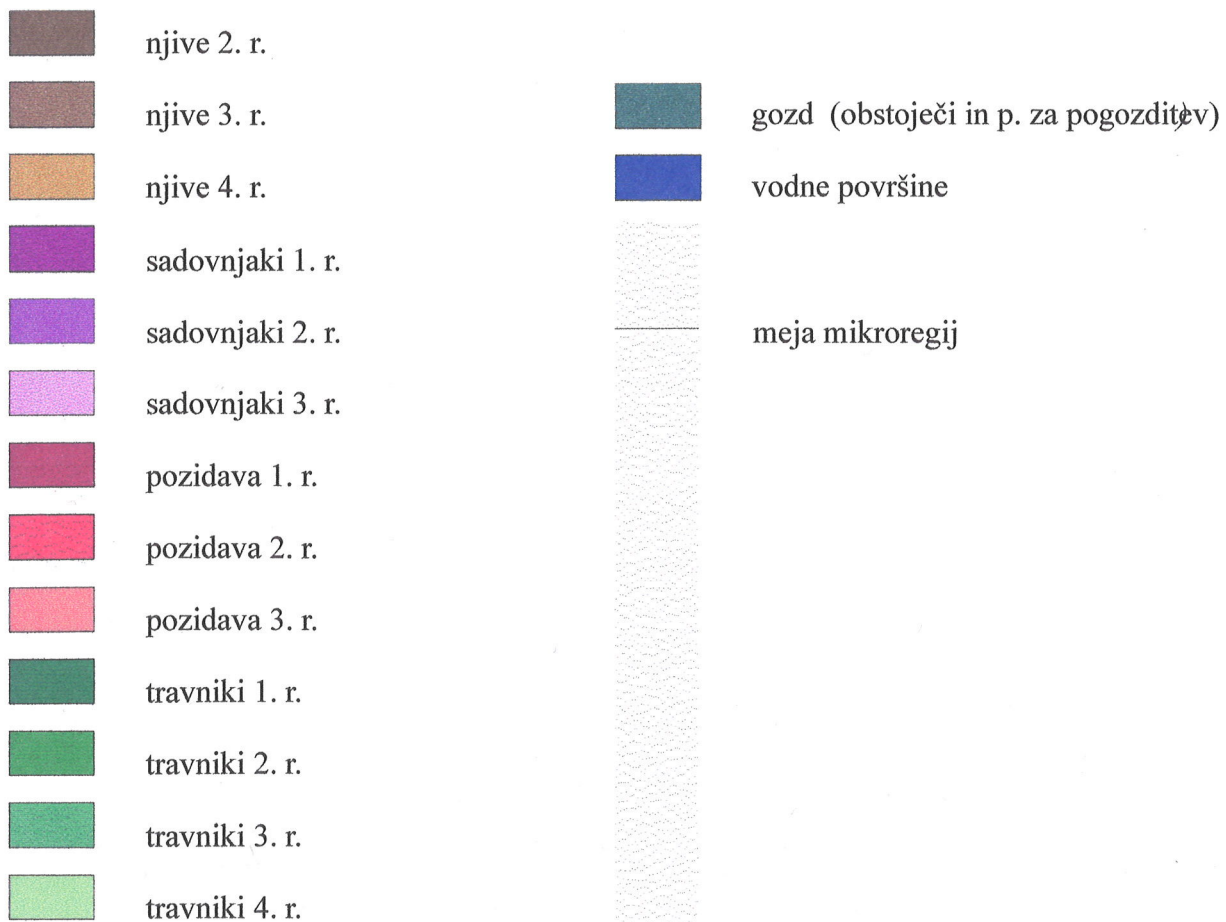 njive 2. r.
njive 3. r.
njive 4. r.
sadovnjaki 1. r.
sadovnjaki 2. r.
sadovnjaki 3. r.
pozidava 1. r.
pozidava 2. r.
pozidava 3. r.
travniki 1. r.
travniki 2. r.
travniki 3. r.
travniki 4. r.
gozd (obstoječi in p. za pogozditev)
vodne površine
meja mikroregij